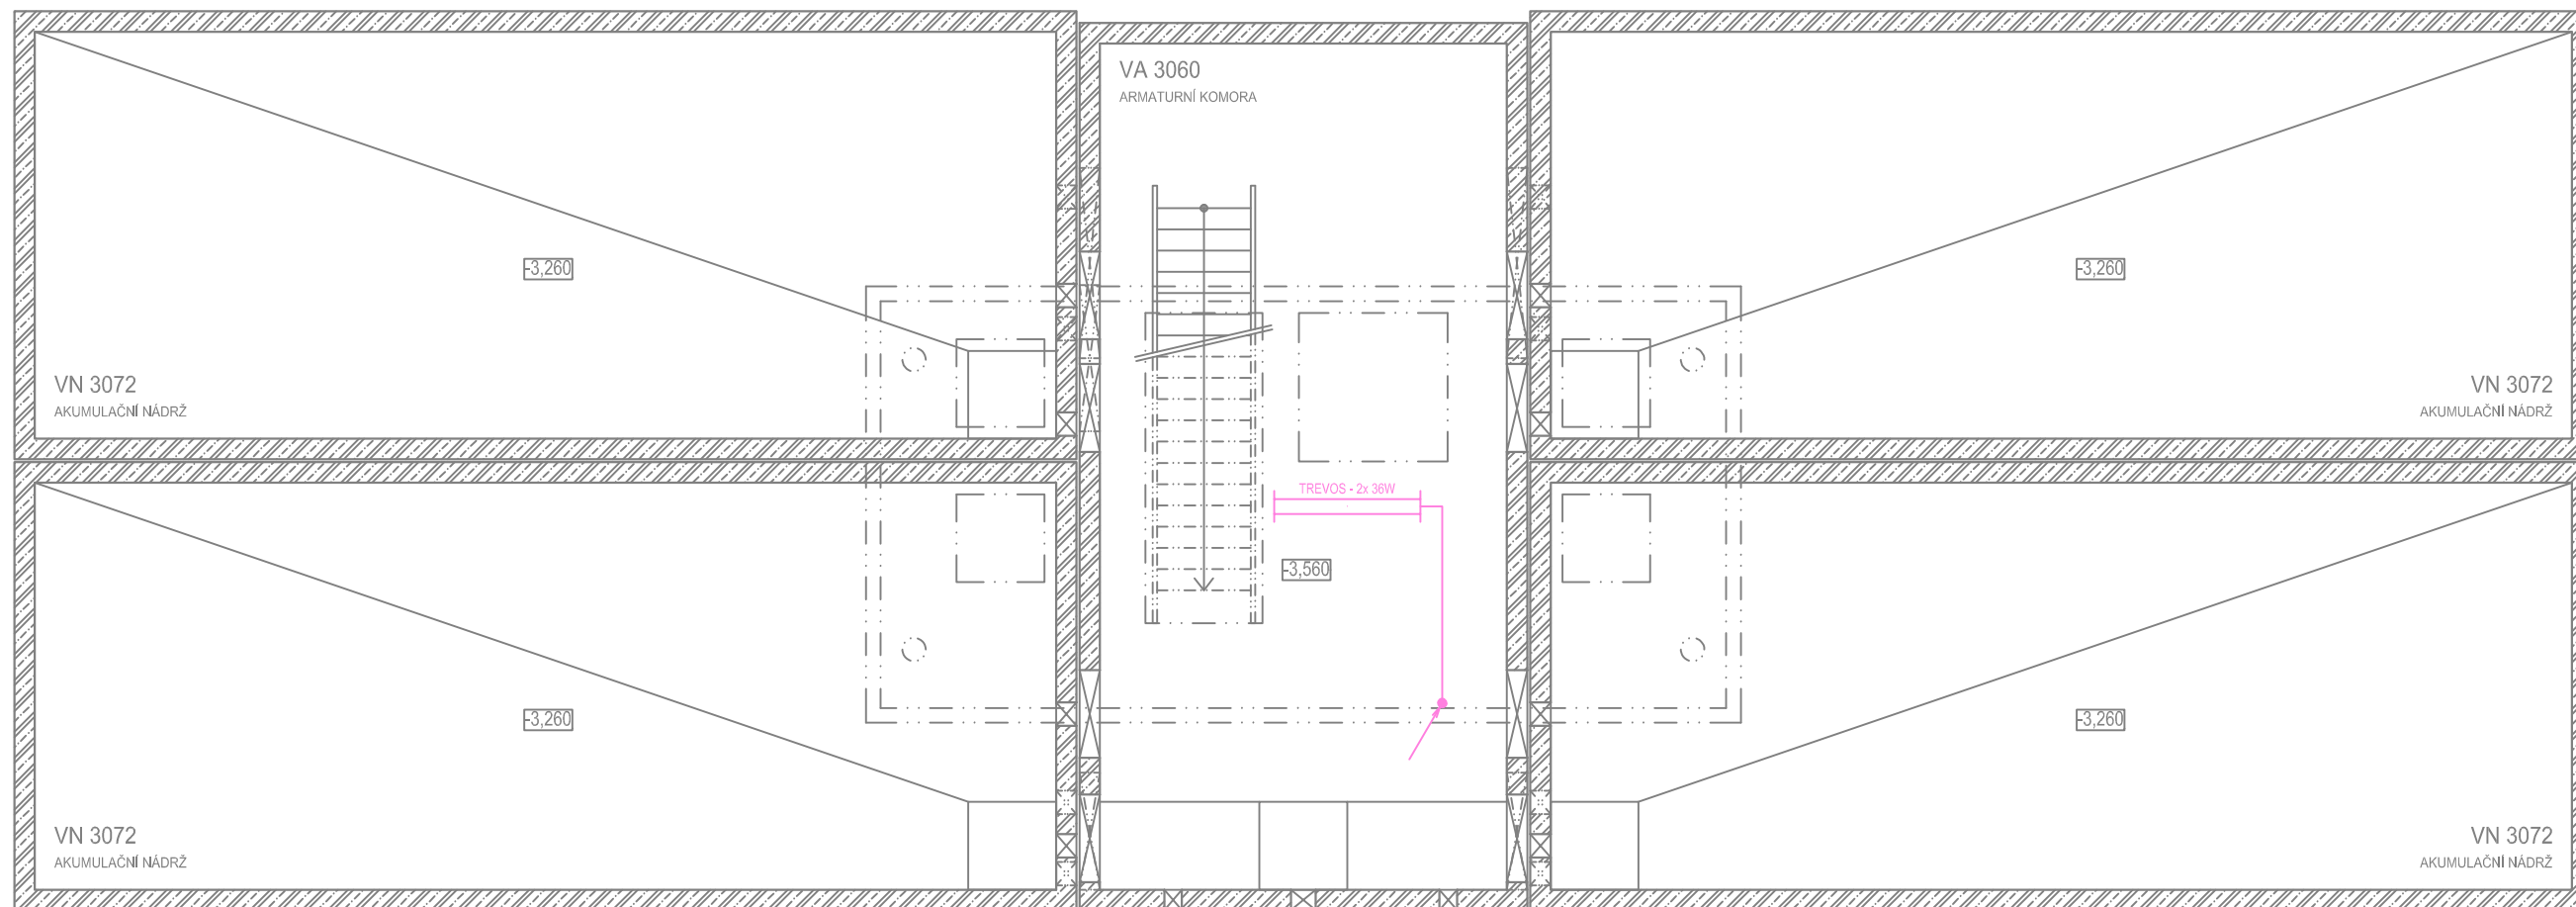 VA 3060
ARMATURNÍ KOMORA
-3,260
-3,260
VN 3072
AKUMULAČNÍ NÁDRŽ
VN 3072
AKUMULAČNÍ NÁDRŽ
TREVOS - 2x 36W
-3,560
-3,260
-3,260
VN 3072
AKUMULAČNÍ NÁDRŽ
VN 3072
AKUMULAČNÍ NÁDRŽ